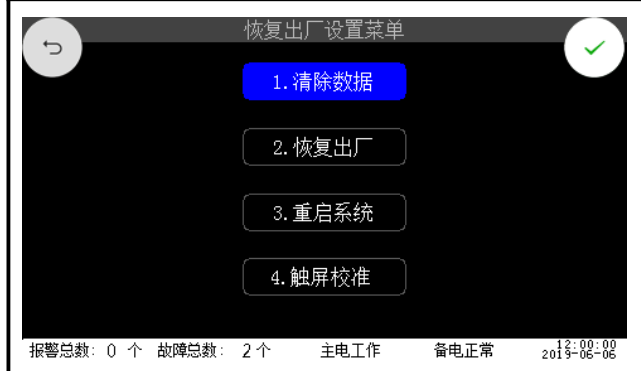 恢复出厂设置菜单
1.清除数据
2.恢复出厂
3.重启系统
4.触屏校准
报警总数: 0 个 故障总数: 2个 主电工作 备电正常 12:00:00
2019-06-06